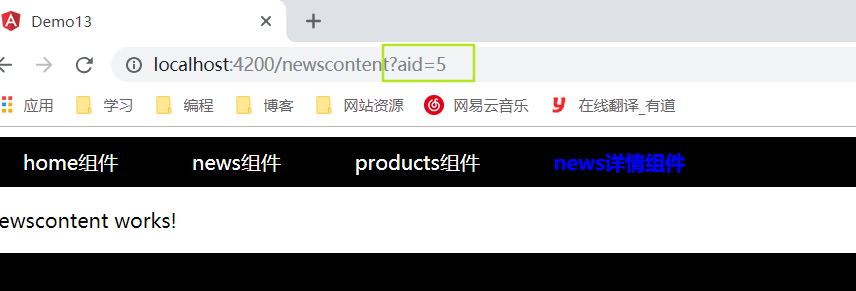 Demo13
localhost:4200/newscontent?aid=5
应用 学习 编程 博客 网站资源 网易云音乐 y 在线翻译_有道
home组件 news组件 products组件 news详情组件
ewscontent works!